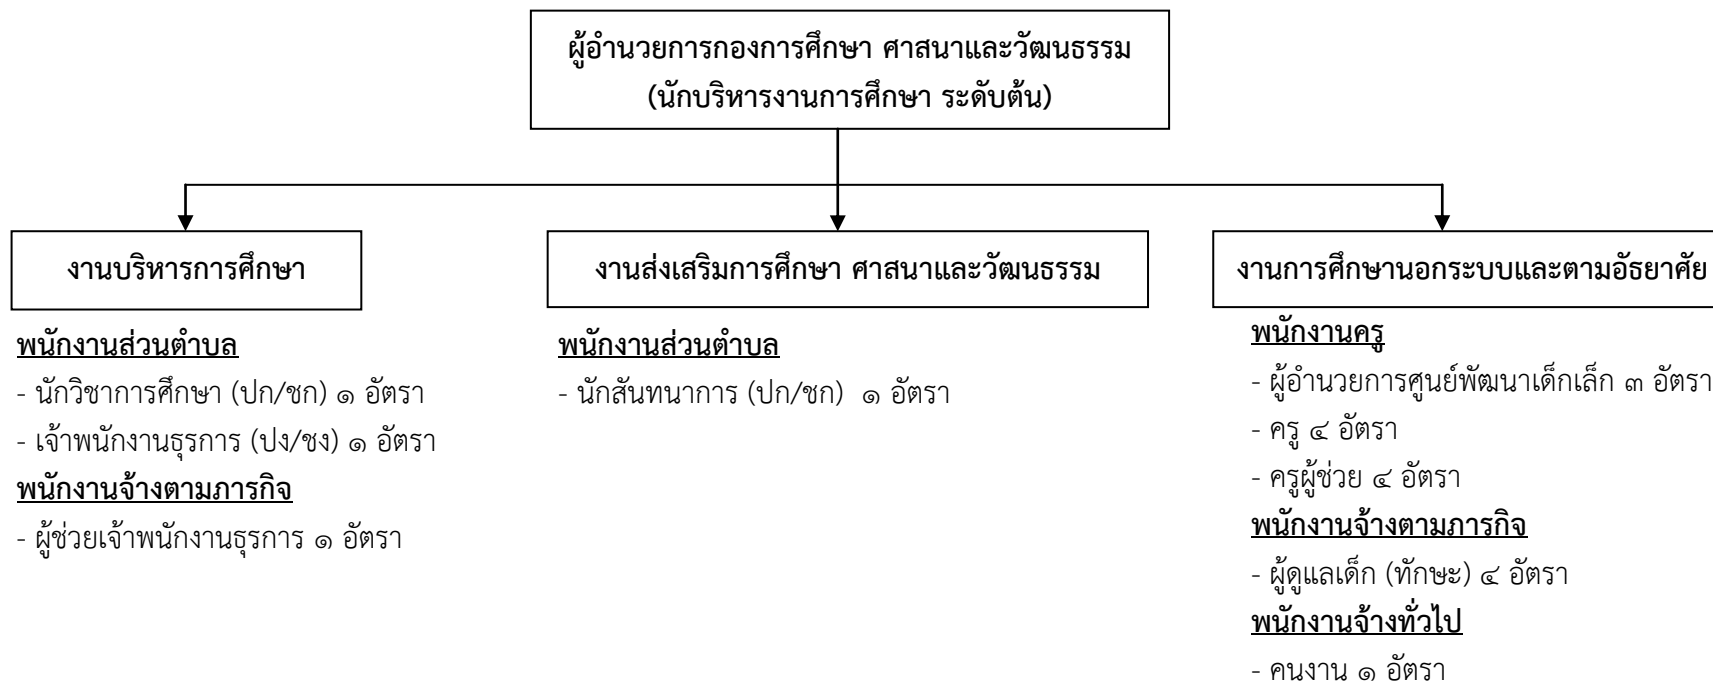 ผู้อำนวยการกองการศึกษา ศาสนาและวัฒนธรรม
(นักบริหารงานการศึกษา ระดับต้น)
งานบริหารการศึกษา
พนักงานส่วนตำบล
- นักวิชาการศึกษา (ปก/ชก) ๑ อัตรา
- เจ้าพนักงานธุรการ (ปง/ชง) ๑ อัตรา
พนักงานจ้างตามภารกิจ
- ผู้ช่วยเจ้าพนักงานธุรการ ๑ อัตรา
งานส่งเสริมการศึกษา ศาสนาและวัฒนธรรม
พนักงานส่วนตำบล
- นักสันทนาการ (ปก/ชก) ๑ อัตรา
งานการศึกษานอกระบบและตามอัธยาศัย
พนักงานครู
- ผู้อำนวยการศูนย์พัฒนาเด็กเล็ก ๓ อัตรา
- ครู ๔ อัตรา
- ครูผู้ช่วย ๔ อัตรา
พนักงานจ้างตามภารกิจ
- ผู้ดูแลเด็ก (ทักษะ) ๔ อัตรา
พนักงานจ้างทั่วไป
- คนงาน ๑ อัตรา